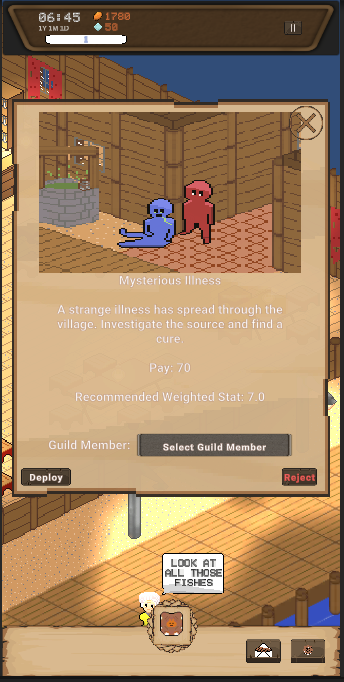 06:45
1780
1Y 1M 1D
50
Mysterious Illness
A strange illness has spread through the
village. Investigate the source and find a
cure
Pay: 70
Recommended Weighted Stat: 7.0
Guild Member: Select Guild Member
Deploy
Reject
LOOK AT
ALL THOSE
FISHES